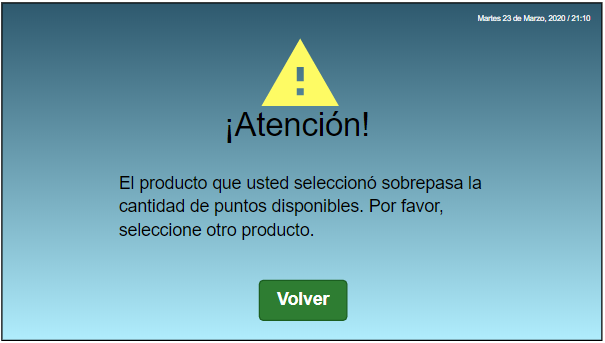 Martes 23 de Marzo, 2020 / 21:10
¡Atención!
El producto que usted seleccionó sobrepasa la
cantidad de puntos disponibles. Por favor,
seleccione otro producto.
Volver